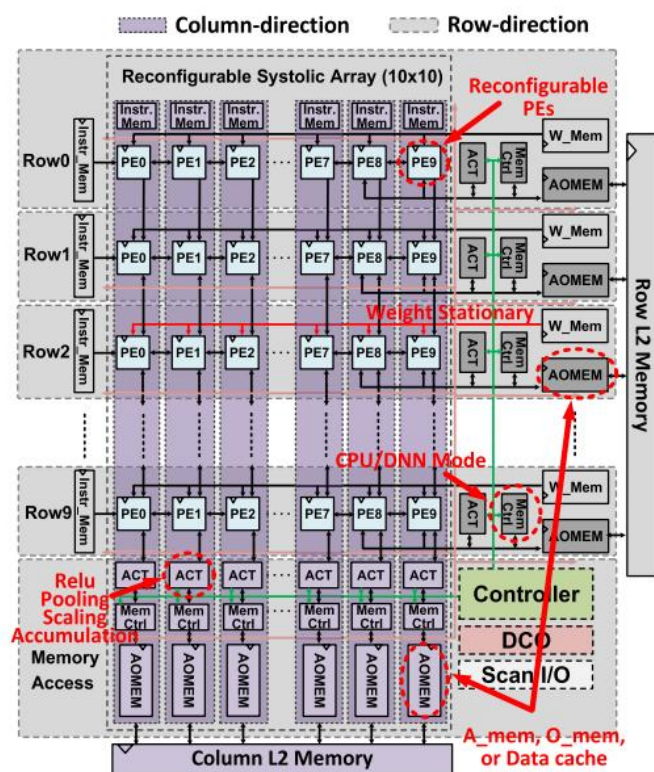 Column-direction
Row-direction
Reconfigurable Systolic Array (10x10)
Reconfigurable
PEs
Instr.
Mem
Instr.
Mem
Instr.
Mem
Instr.
Mem
Instr.
Mem
Instr.
Mem
Row0
Instr_Mem
PE0
PE1
PE2
PE7
PE8
PE9
ACT
Mem
Ctrl
W_Mem
AOMEM
Row1
Instr_Mem
PE0
PE1
PE2
PE7
PE8
PE9
ACT
Mem
Ctrl
W_Mem
AOMEM
Weight Stationary
Row2
Instr_Mem
PE0
PE1
PE2
PE7
PE8
PE9
ACT
Mem
Ctrl
W_Mem
AOMEM
Row L2 Memory
CPU/DNN Mode
Row9
Instr_Mem
PE0
PE1
PE2
PE7
PE8
PE9
ACT
Mem
Ctrl
W_Mem
AOMEM
Relu
Pooling
Scaling
Accumulation
ACT
ACT
ACT
ACT
ACT
ACT
Mem
Ctrl
Mem
Ctrl
Mem
Ctrl
Mem
Ctrl
Mem
Ctrl
Mem
Ctrl
Memory
Access
AOMEM
AOMEM
AOMEM
AOMEM
AOMEM
AOMEM
Controller
DCO
Scan I/O
A_mem, O_mem,
or Data cache
Column L2 Memory